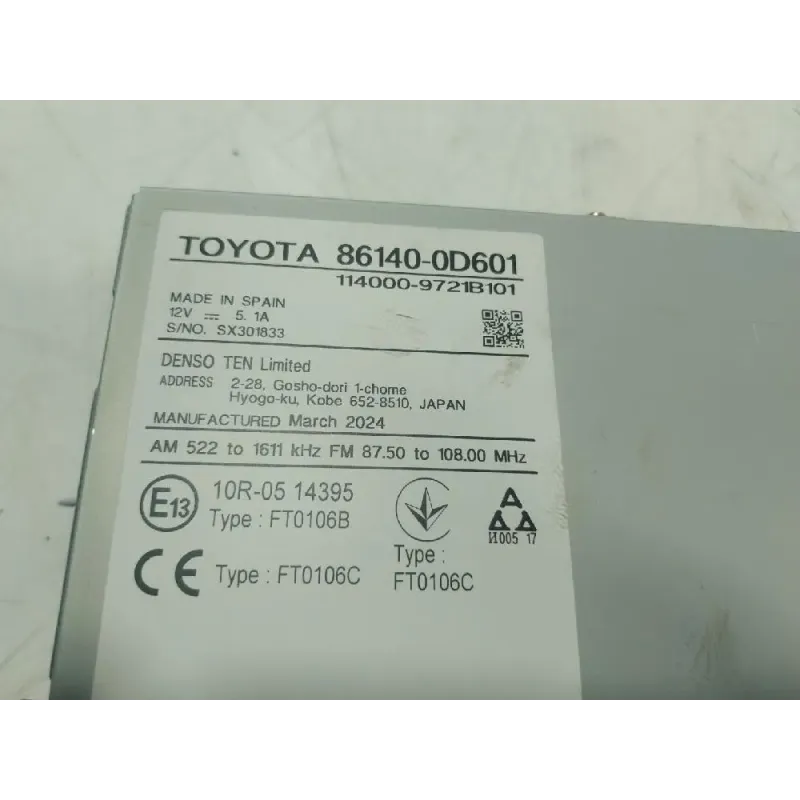 TOYOTA 86140-0D601
114000-9721B101
MADE IN SPAIN
12V ⎓ 5.1A
S/NO. SX301833
DENSO TEN Limited
ADDRESS 2-28, Gosho-dori 1-chome
Hyogo-ku, Kobe 652-8510, JAPAN
MANUFACTURED March 2024
AM 522 to 1611 kHz FM 87.50 to 108.00 MHz
E13 10R-05 14395
Type : FT0106B
CE Type : FT0106C
Type :
FT0106C
И005 17